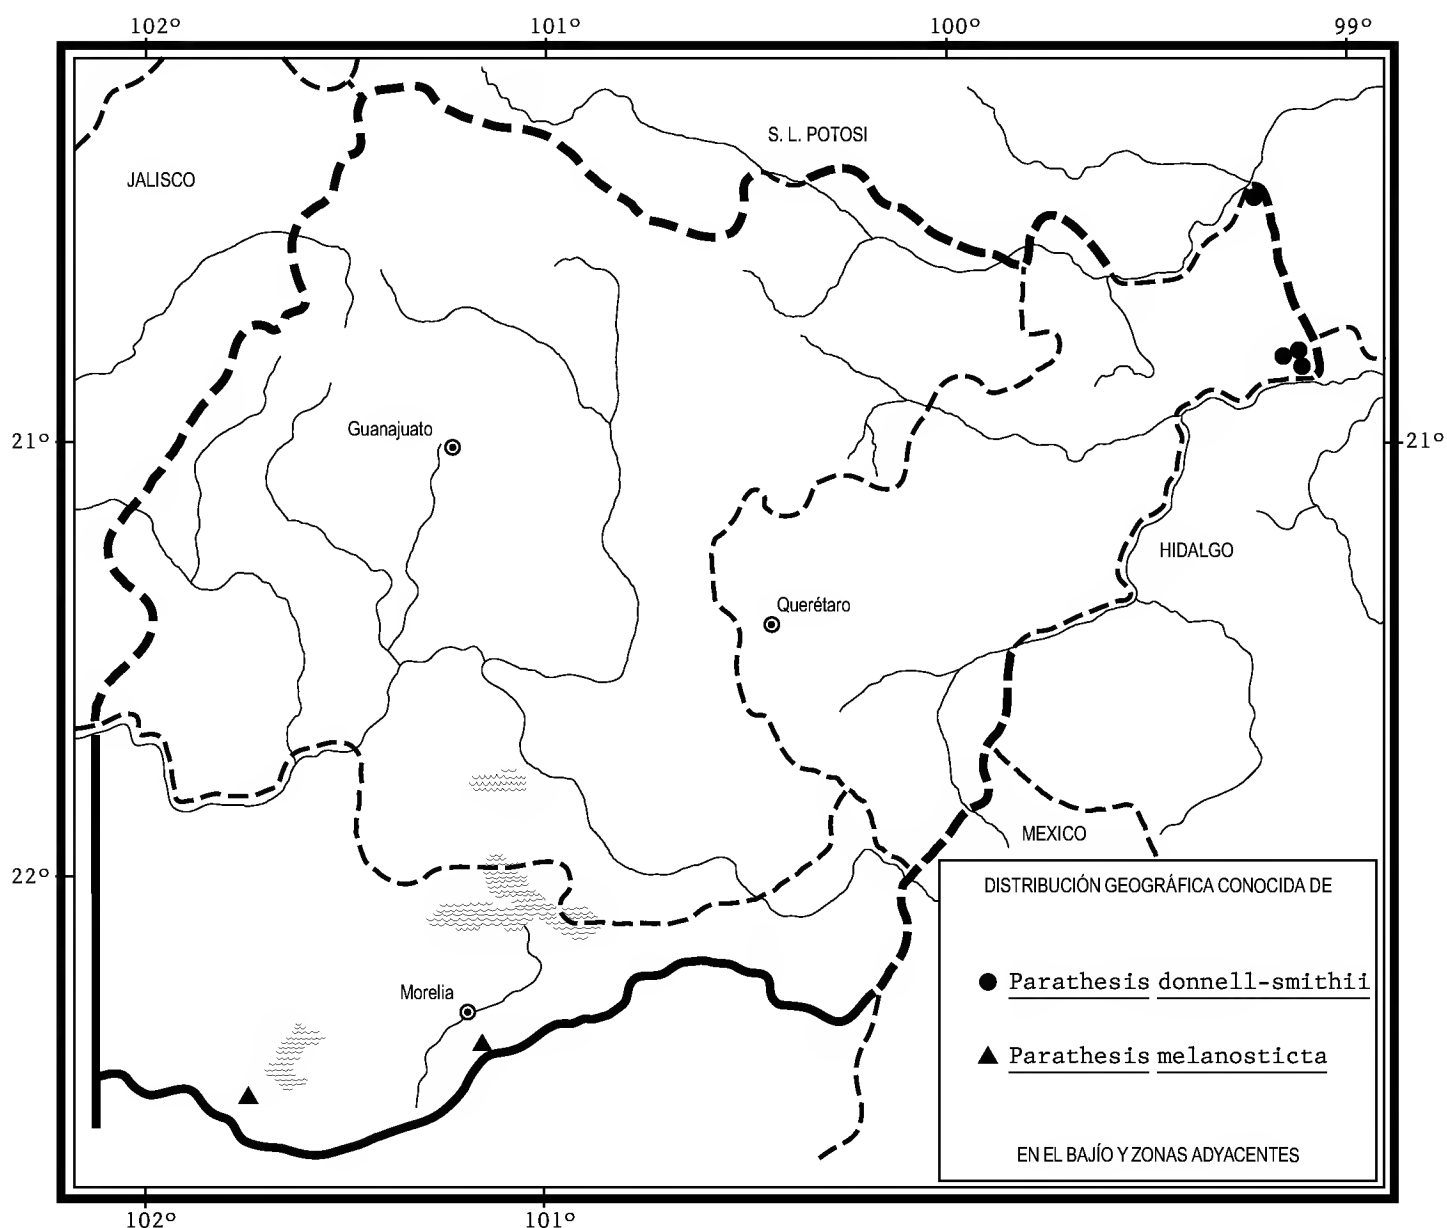 102º 101º 100º 99º
S. L. POTOSI
JALISCO
Guanajuato
21º 21º
HIDALGO
Querétaro
MEXICO
22º
DISTRIBUCIÓN GEOGRÁFICA CONOCIDA DE
Parathesis donnell-smithii
Morelia
Parathesis melanosticta
EN EL BAJÍO Y ZONAS ADYACENTES
102º 101º